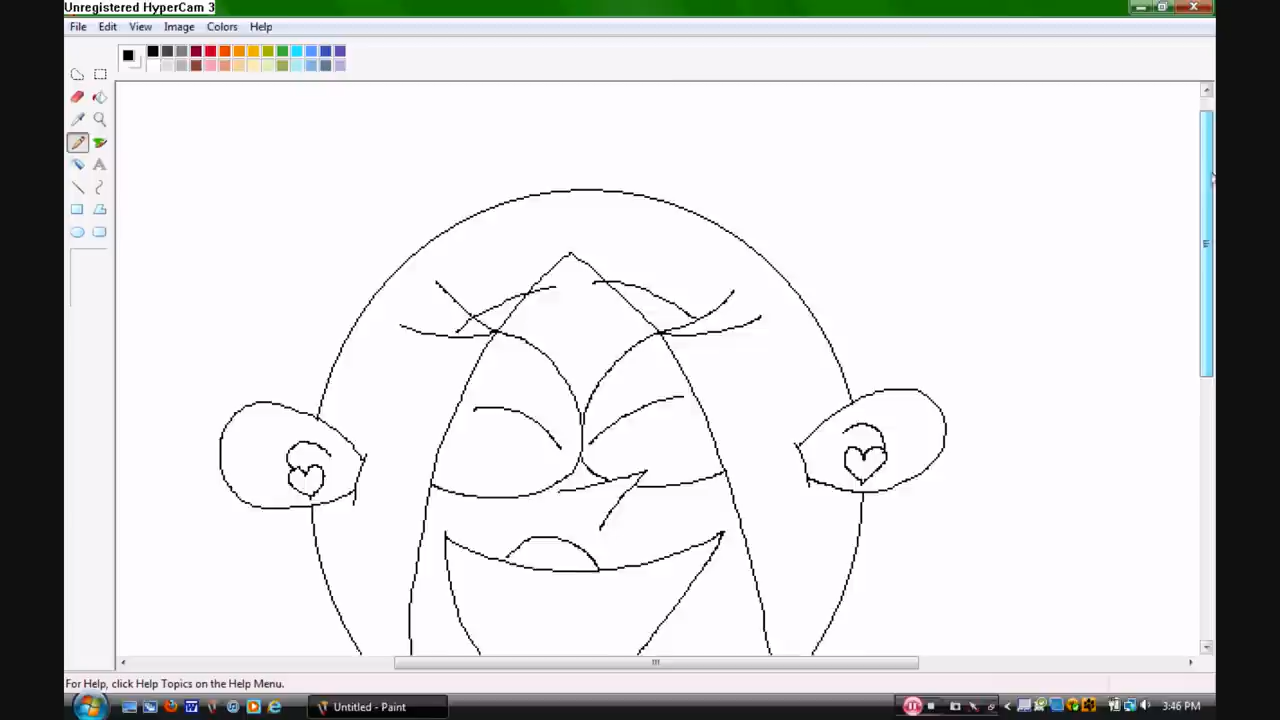 Unregistered HyperCam 3
File Edit View Image Colors Help
For Help, click Help Topics on the Help Menu.
Untitled - Paint
3:46 PM